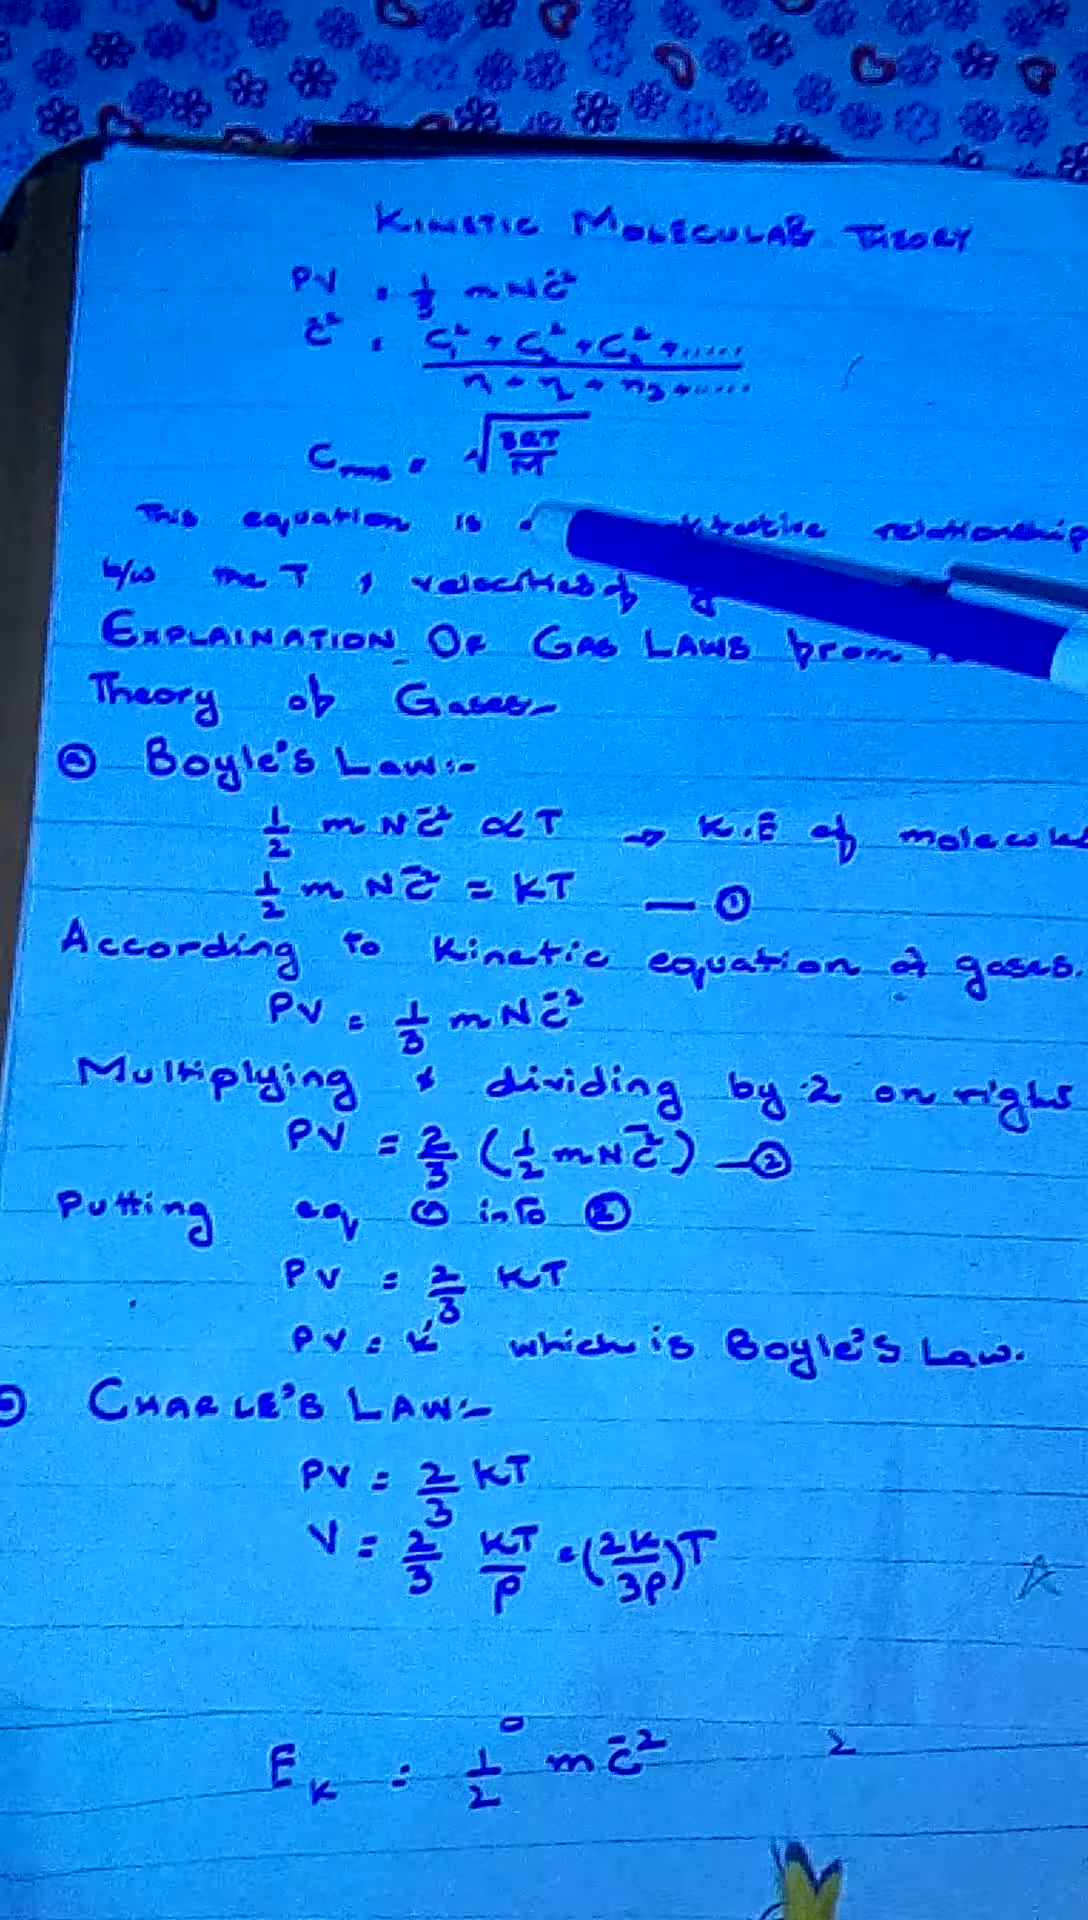 KINETIC MOLECULAR THEORY
PV = 1/3 mNc̄²
c̄² = (C₁² + C₂² + C₃² + ......) / (n₁ + n₂ + n₃ + ......)
Crms = √(3RT/M)
This equation is relationship
b/w the T & velocities of
EXPLAINATION OF GAS LAWS from
Theory of Gases-
Boyle's Law:-
1/2 mNc̄² ∝ T → K.E of
1/2 mNc̄² = KT — ①
According to Kinetic equation of gases.
PV = 1/3 mNc̄²
Multiplying & dividing by 2 on right
PV = 2/3 (1/2 mNc̄²) — ②
Putting eq ① into ②
PV = 2/3 KT
PV = K' which is Boyle's Law.
CHARLE'S LAW:-
PV = 2/3 KT
V = 2/3 KT/P = (2K/3P)T
EK = 1/2 mc̄² 2